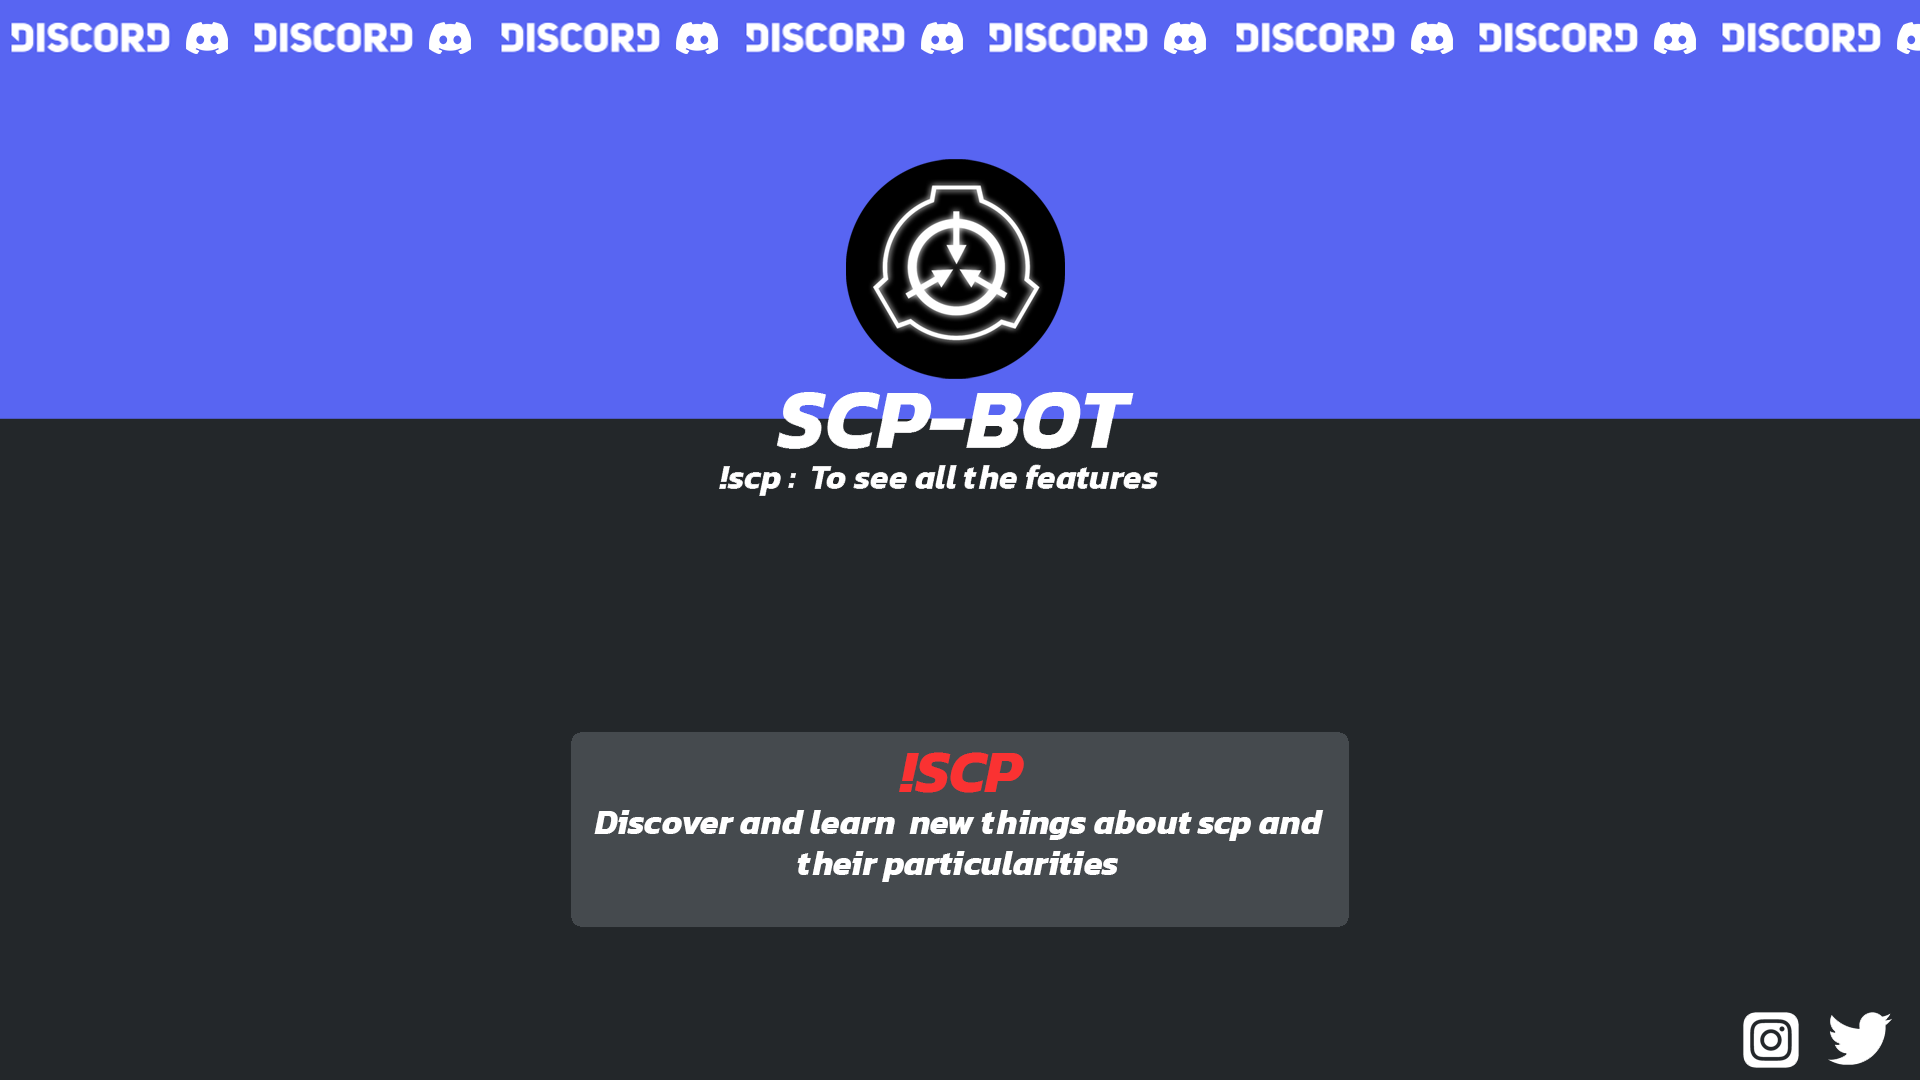 DISCORD DISCORD DISCORD DISCORD DISCORD DISCORD DISCORD DISCORD
SCP-BOT
!scp : To see all the features
!SCP
Discover and learn new things about scp and
their particularities